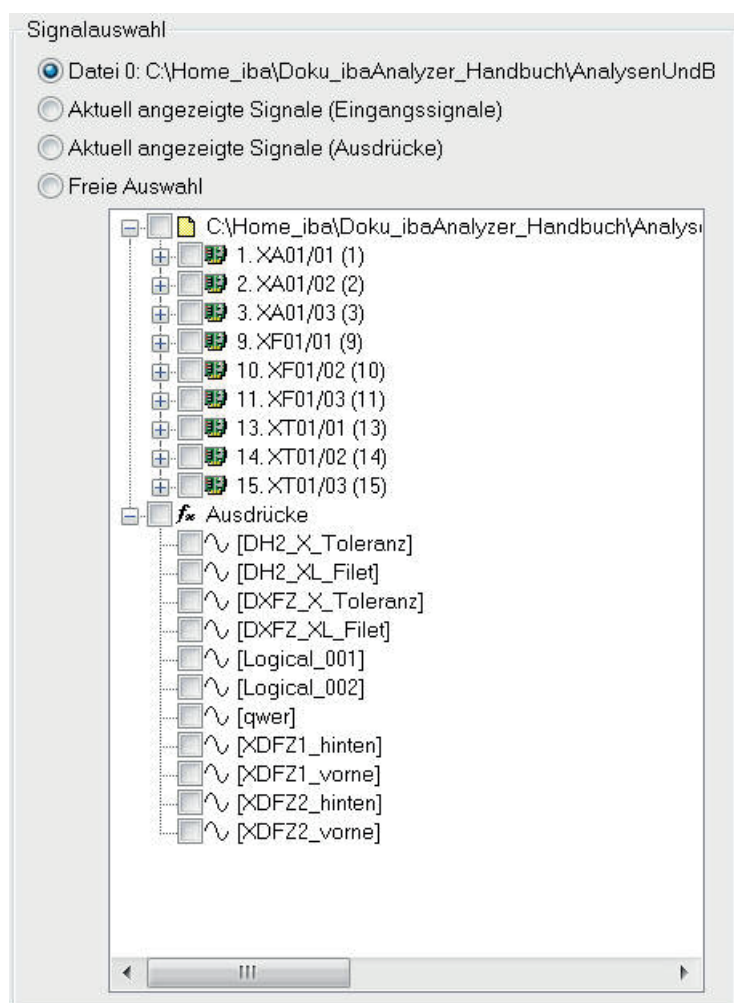 Signalauswahl
Datei 0: C:\Home_iba\Doku_ibaAnalyzer_Handbuch\AnalysenUndB
Aktuell angezeigte Signale (Eingangssignale)
Aktuell angezeigte Signale (Ausdrücke)
Freie Auswahl
C:\Home_iba\Doku_ibaAnalyzer_Handbuch\Analys
1. XA01/01 (1)
2. XA01/02 (2)
3. XA01/03 (3)
9. XF01/01 (9)
10. XF01/02 (10)
11. XF01/03 (11)
13. XT01/01 (13)
14. XT01/02 (14)
15. XT01/03 (15)
fx Ausdrücke
[DH2_X_Toleranz]
[DH2_XL_Filet]
[DXFZ_X_Toleranz]
[DXFZ_XL_Filet]
[Logical_001]
[Logical_002]
[qwer]
[XDFZ1_hinten]
[XDFZ1_vorne]
[XDFZ2_hinten]
[XDFZ2_vorne]